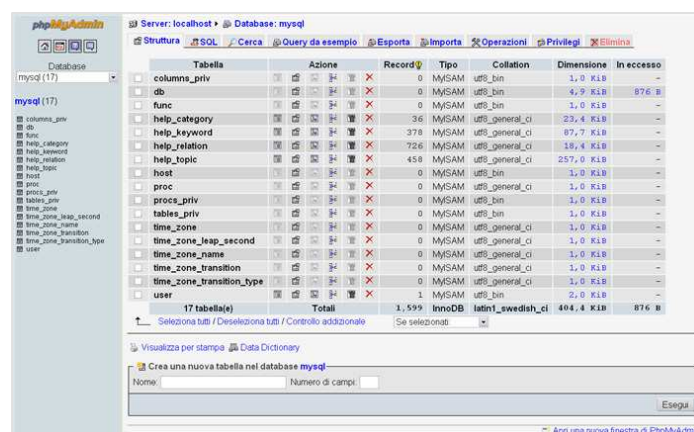 phpMyAdmin
Database
mysql (17)
mysql (17)
columns_priv
db
func
help_category
help_keyword
help_relation
help_topic
host
proc
procs_priv
tables_priv
time_zone
time_zone_leap_second
time_zone_name
time_zone_transition
time_zone_transition_type
user
Server: localhost ▸ Database: mysql
Struttura SQL Cerca Query da esempio Esporta Importa Operazioni Privilegi Elimina
Tabella Azione Record Tipo Collation Dimensione In eccesso
columns_priv 0 MyISAM utf8_bin 1,0 KiB -
db 0 MyISAM utf8_bin 4,9 KiB 876 B
func 0 MyISAM utf8_bin 1,0 KiB -
help_category 36 MyISAM utf8_general_ci 23,4 KiB -
help_keyword 378 MyISAM utf8_general_ci 87,7 KiB -
help_relation 726 MyISAM utf8_general_ci 18,4 KiB -
help_topic 458 MyISAM utf8_general_ci 257,0 KiB -
host 0 MyISAM utf8_bin 1,0 KiB -
proc 0 MyISAM utf8_general_ci 1,0 KiB -
procs_priv 0 MyISAM utf8_bin 1,0 KiB -
tables_priv 0 MyISAM utf8_bin 1,0 KiB -
time_zone 0 MyISAM utf8_general_ci 1,0 KiB -
time_zone_leap_second 0 MyISAM utf8_general_ci 1,0 KiB -
time_zone_name 0 MyISAM utf8_general_ci 1,0 KiB -
time_zone_transition 0 MyISAM utf8_general_ci 1,0 KiB -
time_zone_transition_type 0 MyISAM utf8_general_ci 1,0 KiB -
user 1 MyISAM utf8_bin 2,0 KiB -
17 tabella(e) Totali 1,599 InnoDB latin1_swedish_ci 404,4 KiB 876 B
Seleziona tutti / Deseleziona tutti / Controllo addizionale Se selezionati:
Visualizza per stampa Data Dictionary
Crea una nuova tabella nel database mysql
Nome: Numero di campi:
Esegui
Apri una nuova finestra di PhpMyAdmin